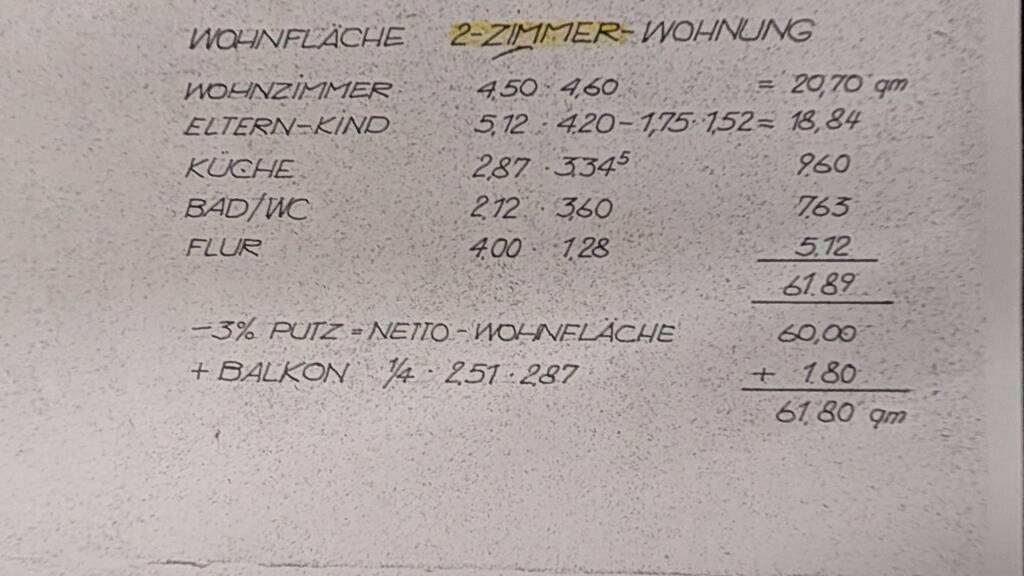 WOHNFLÄCHE 2-ZIMMER-WOHNUNG
WOHNZIMMER 4,50 · 4,60 = 20,70 qm
ELTERN-KIND 5,12 · 4,20 - 1,75 · 1,52 = 18,84
KÜCHE 2,87 · 3,34⁵ 9,60
BAD/WC 2,12 · 3,60 7,63
FLUR 4,00 · 1,28 5,12
61,89
-3% PUTZ = NETTO-WOHNFLÄCHE 60,00
+ BALKON 1/4 · 2,51 · 2,87 + 1,80
61,80 qm